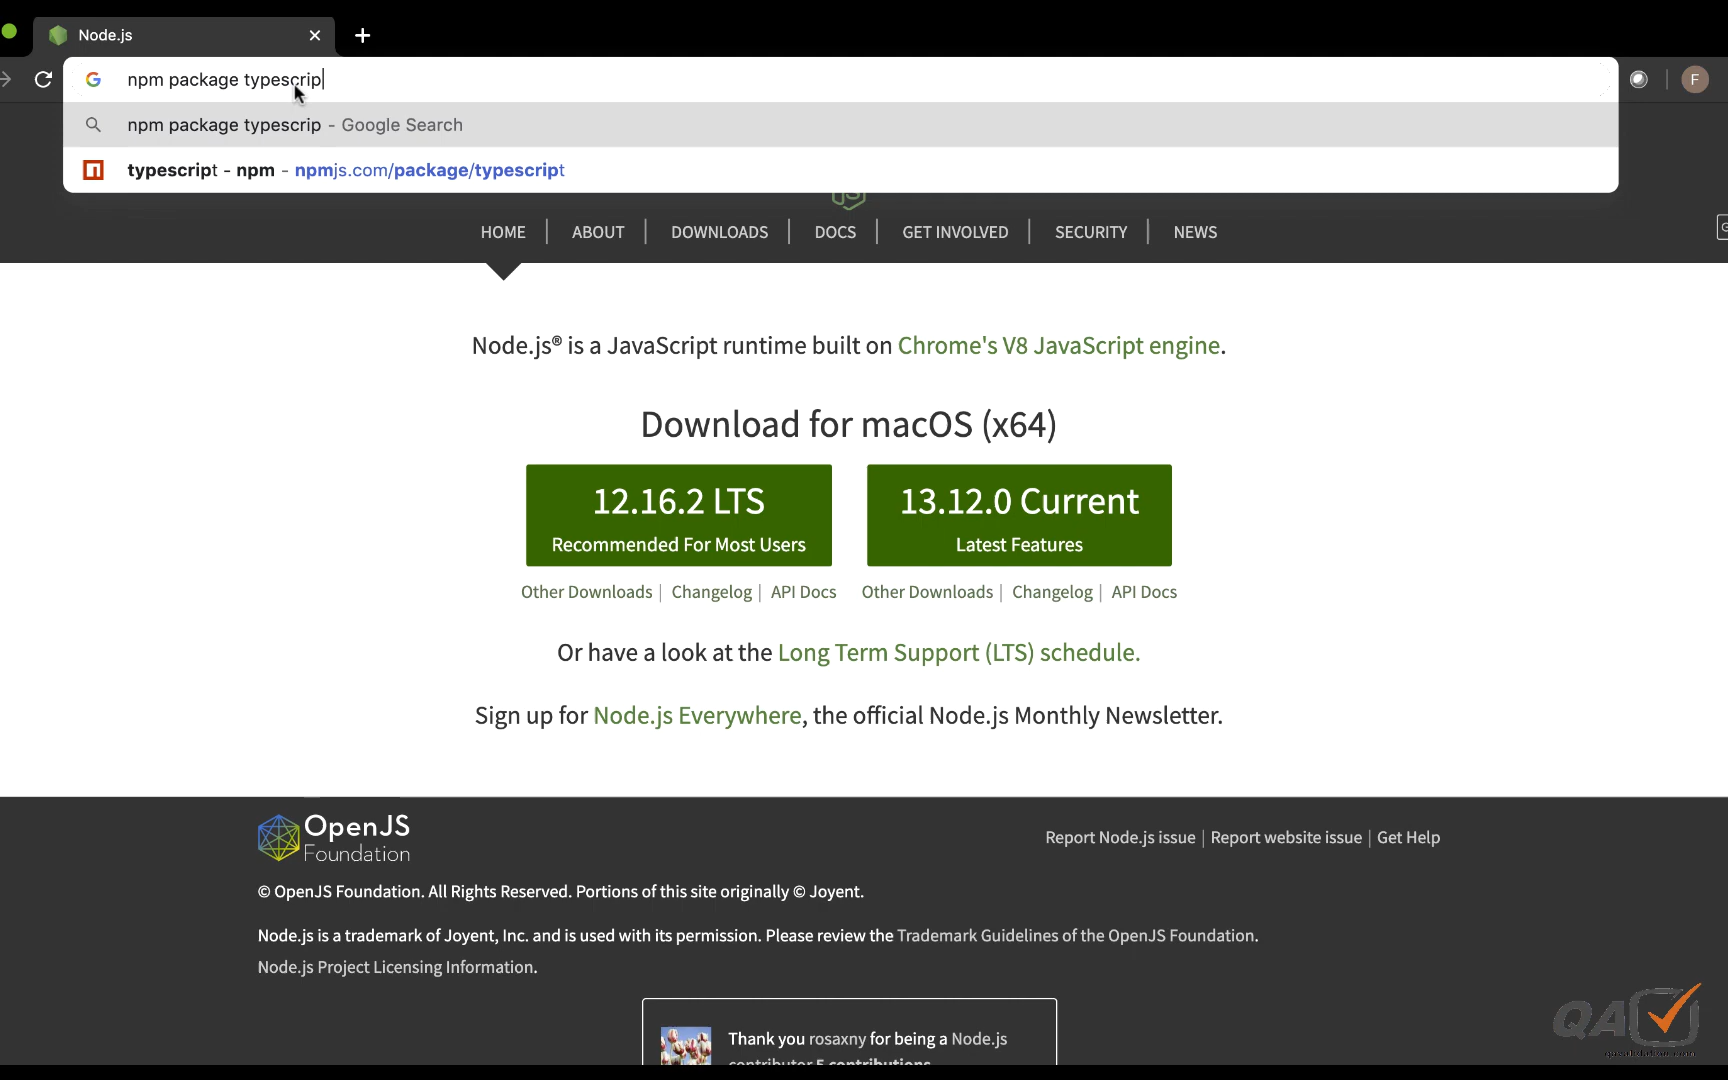 Node.js
npm package typescrip
F
npm package typescrip - Google Search
typescript - npm - npmjs.com/package/typescript
HOME | ABOUT | DOWNLOADS | DOCS | GET INVOLVED | SECURITY | NEWS
Node.js® is a JavaScript runtime built on Chrome's V8 JavaScript engine.
Download for macOS (x64)
12.16.2 LTS
Recommended For Most Users
13.12.0 Current
Latest Features
Other Downloads | Changelog | API Docs
Other Downloads | Changelog | API Docs
Or have a look at the Long Term Support (LTS) schedule.
Sign up for Node.js Everywhere, the official Node.js Monthly Newsletter.
OpenJS
Foundation
Report Node.js issue | Report website issue | Get Help
© OpenJS Foundation. All Rights Reserved. Portions of this site originally © Joyent.
Node.js is a trademark of Joyent, Inc. and is used with its permission. Please review the Trademark Guidelines of the OpenJS Foundation.
Node.js Project Licensing Information.
Thank you rosaxny for being a Node.js
contributor 5 contributions
QA